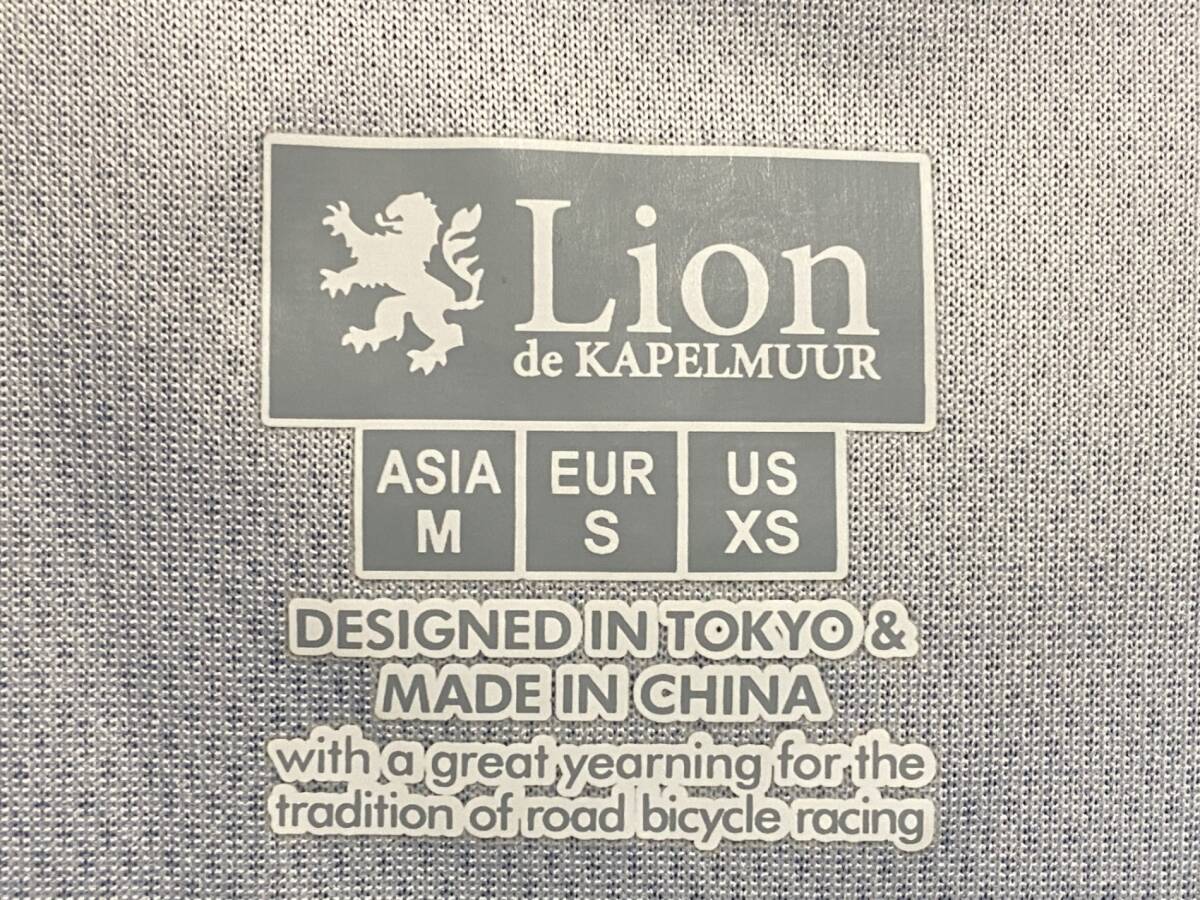 Lion
de KAPELMUUR
ASIA EUR US
M S XS
DESIGNED IN TOKYO &
MADE IN CHINA
with a great yearning for the
tradition of road bicycle racing